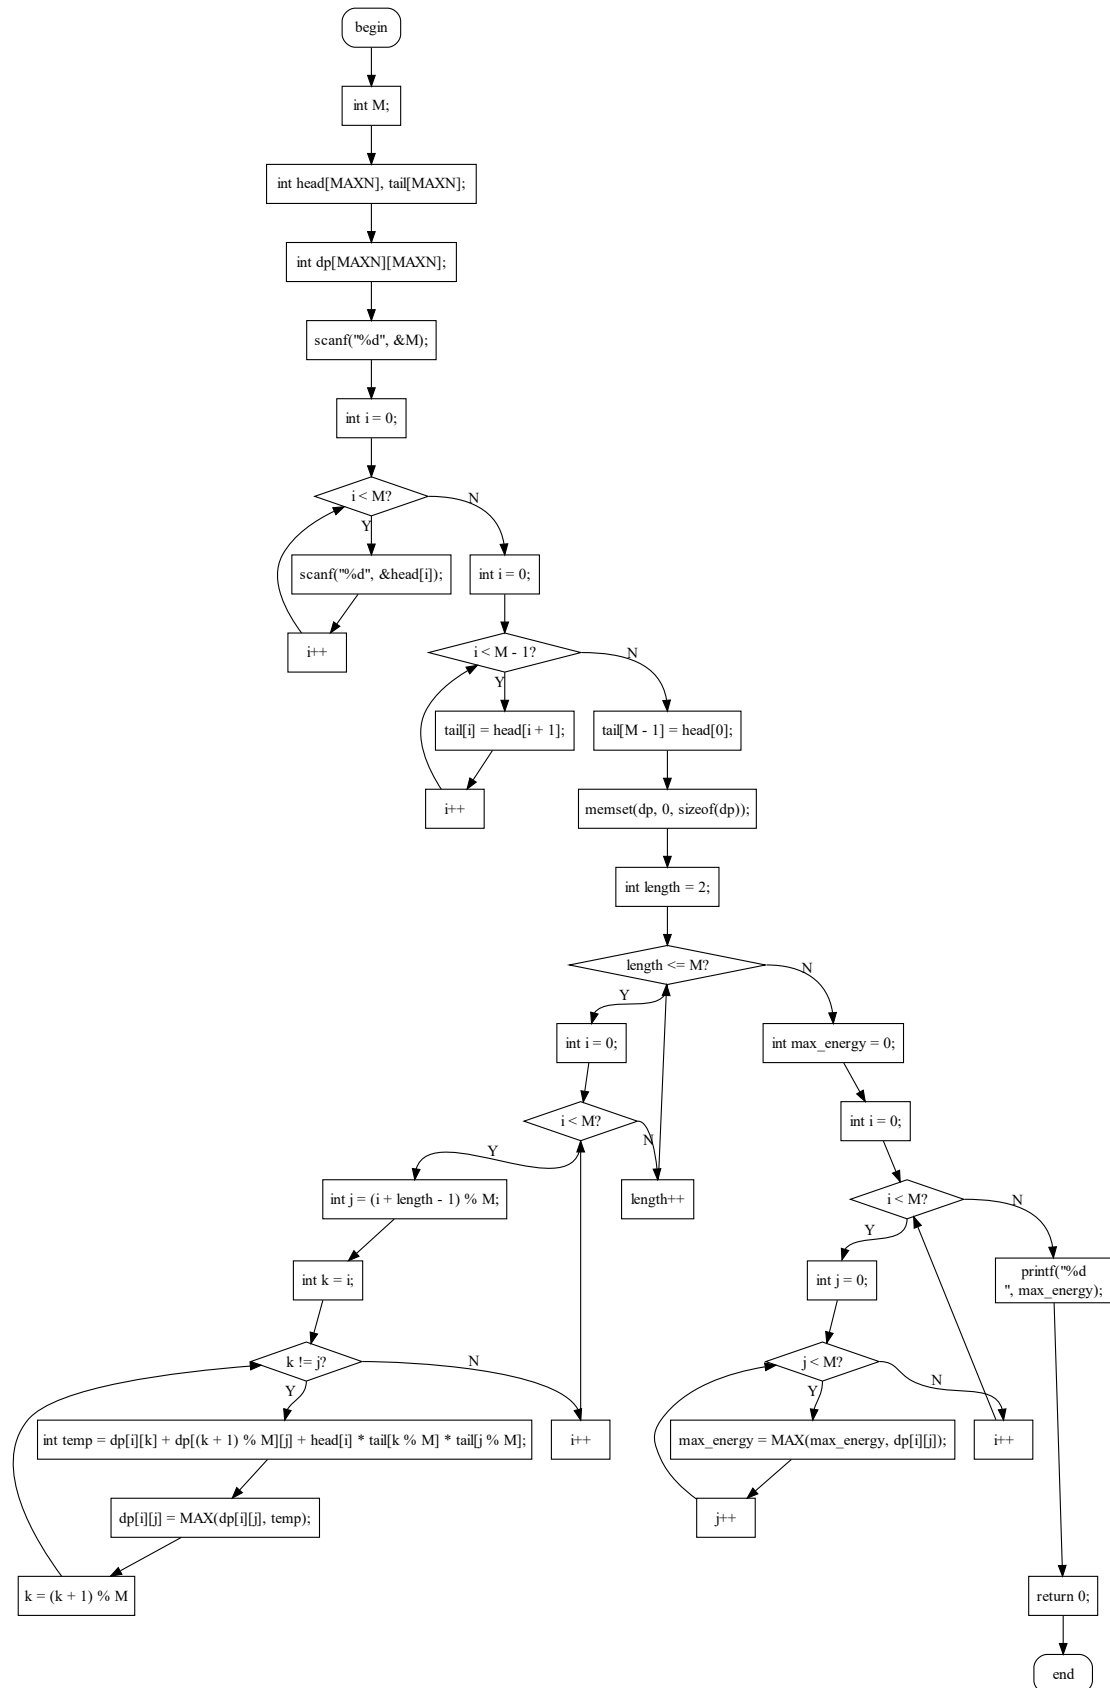 begin
int M;
int head[MAXN], tail[MAXN];
int dp[MAXN][MAXN];
scanf("%d", &M);
int i = 0;
i < M?
N
Y
scanf("%d", &head[i]);
int i = 0;
i++
i < M - 1?
N
Y
tail[i] = head[i + 1];
tail[M - 1] = head[0];
i++
memset(dp, 0, sizeof(dp));
int length = 2;
length <= M?
N
Y
int i = 0;
int max_energy = 0;
i < M?
int i = 0;
N
Y
int j = (i + length - 1) % M;
length++
i < M?
N
Y
int k = i;
int j = 0;
printf("%d
", max_energy);
k != j?
N
Y
j < M?
N
Y
int temp = dp[i][k] + dp[(k + 1) % M][j] + head[i] * tail[k % M] * tail[j % M];
i++
max_energy = MAX(max_energy, dp[i][j]);
i++
dp[i][j] = MAX(dp[i][j], temp);
j++
k = (k + 1) % M
return 0;
end